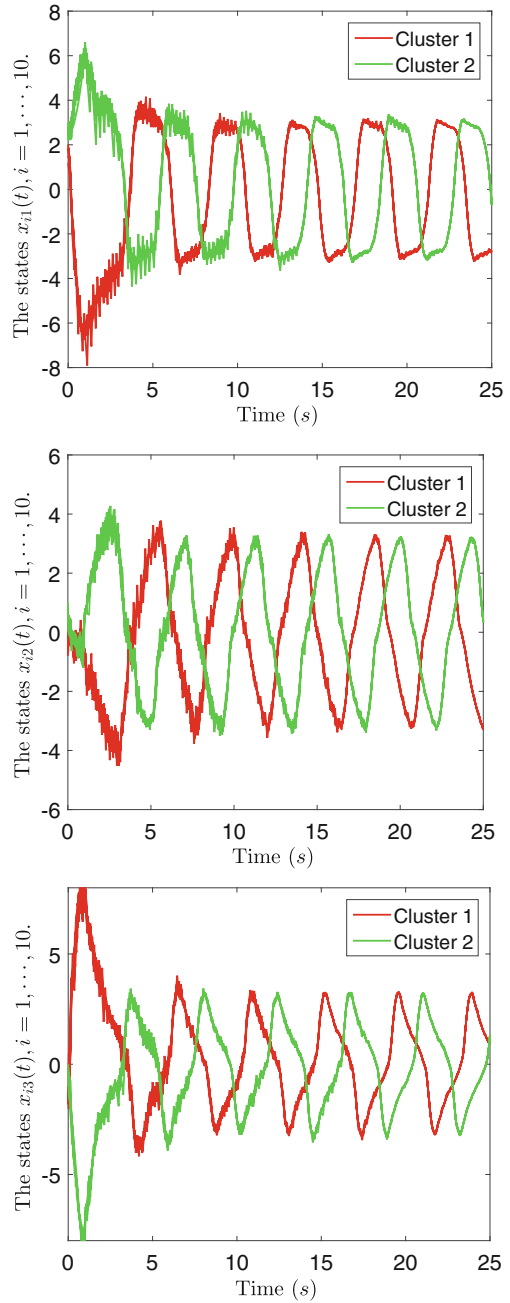 8
6
4
2
0
-2
-4
-6
-8
The states x_{i1}(t), i = 1, ⋯, 10.
Cluster 1
Cluster 2
0 5 10 15 20 25
Time (s)
6
4
2
0
-2
-4
-6
The states x_{i2}(t), i = 1, ⋯, 10.
Cluster 1
Cluster 2
0 5 10 15 20 25
Time (s)
5
0
-5
The states x_{i3}(t), i = 1, ⋯, 10.
Cluster 1
Cluster 2
0 5 10 15 20 25
Time (s)